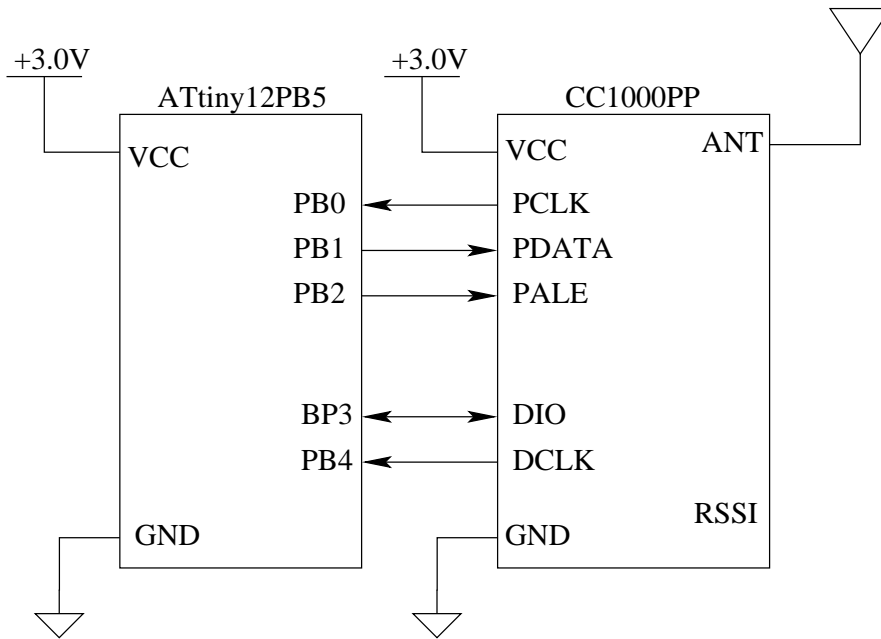 +3.0V
+3.0V
ATtiny12PB5
CC1000PP
VCC
VCC
ANT
PB0
PCLK
PB1
PDATA
PB2
PALE
BP3
DIO
PB4
DCLK
RSSI
GND
GND